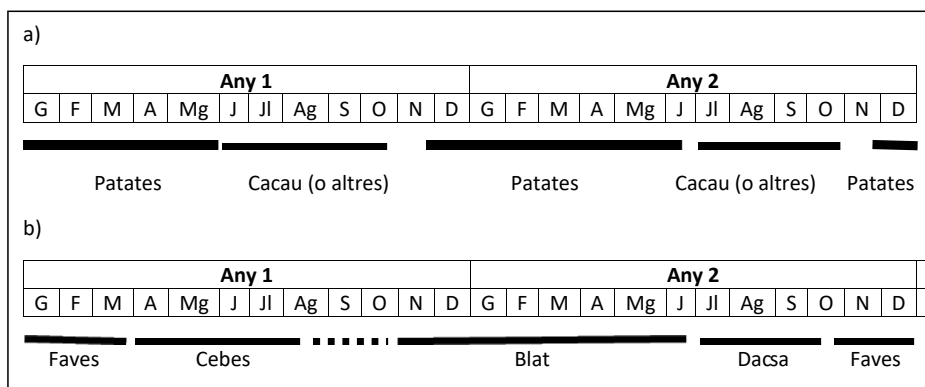 a)
Any 1 Any 2
G F M A Mg J Jl Ag S O N D G F M A Mg J Jl Ag S O N D
Patates Cacau (o altres) Patates Cacau (o altres) Patates
b)
Any 1 Any 2
G F M A Mg J Jl Ag S O N D G F M A Mg J Jl Ag S O N D
Faves Cebes Blat Dacsa Faves